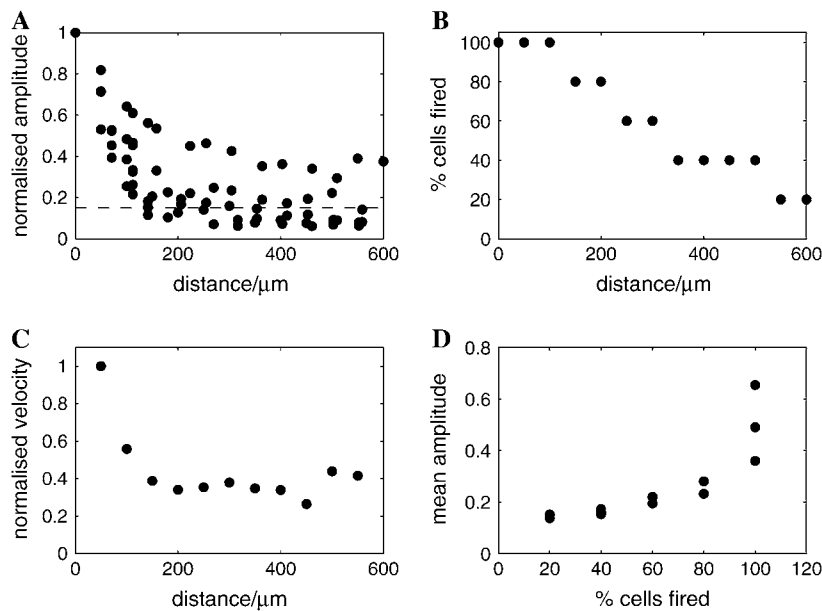 A
normalised amplitude
1
0.8
0.6
0.4
0.2
0
0 200 400 600
distance/μm
B
% cells fired
100
80
60
40
20
0
0 200 400 600
distance/μm
C
normalised velocity
1
0.8
0.6
0.4
0.2
0
0 200 400 600
distance/μm
D
mean amplitude
0.8
0.6
0.4
0.2
0
0 20 40 60 80 100 120
% cells fired